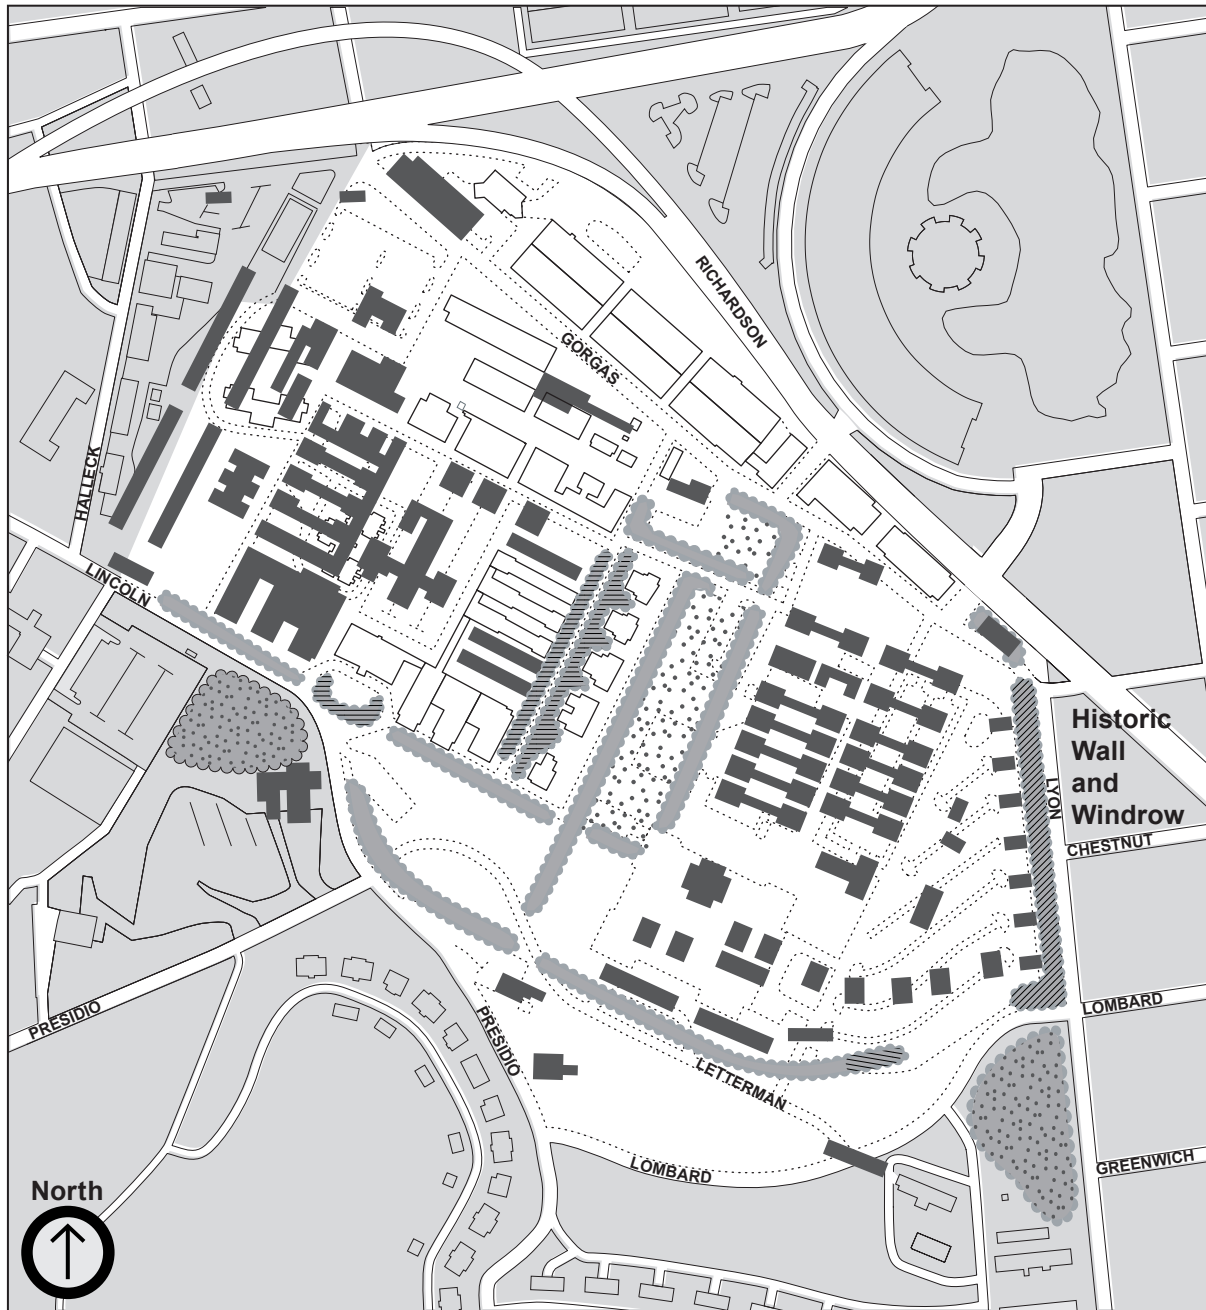 RICHARDSON
GORGAS
HALLECK
LINCOLN
Historic
Wall
and
Windrow
LYON
CHESTNUT
LOMBARD
PRESIDIO
PRESIDIO
LETTERMAN
LOMBARD
GREENWICH
North